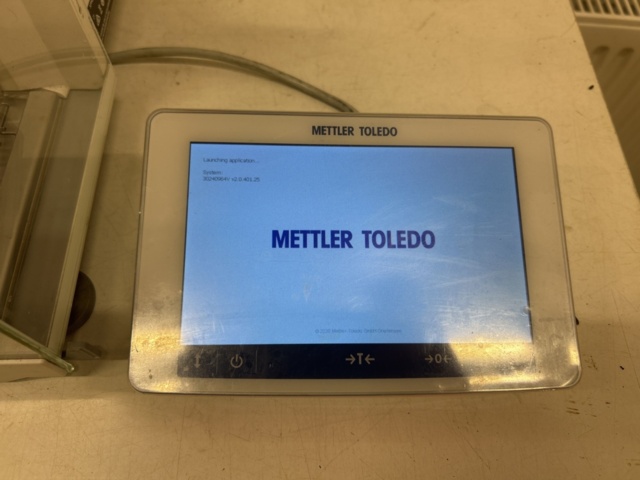 METTLER TOLEDO
Launching application...
System:
METTLER TOLEDO
→T←
→0←